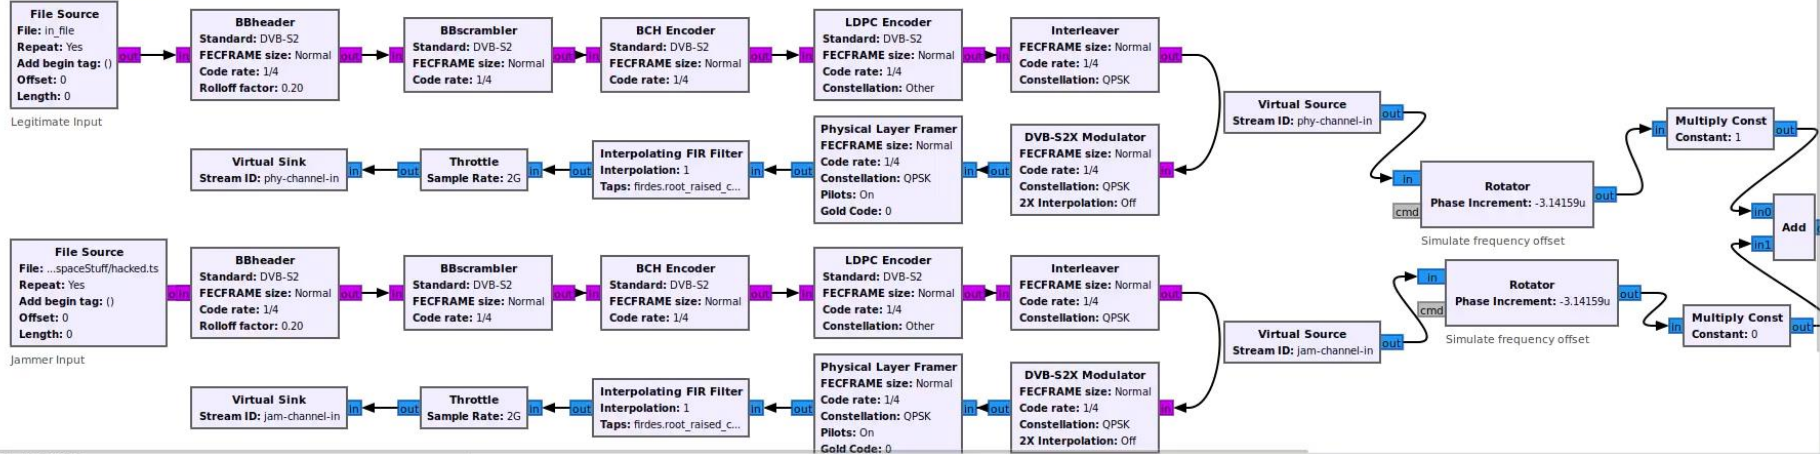 File Source
File: in_file
Repeat: Yes
Add begin tag: ()
Offset: 0
Length: 0
out
Legitimate Input
in
BBheader
Standard: DVB-S2
FECFRAME size: Normal
Code rate: 1/4
Rolloff factor: 0.20
out
in
BBscrambler
Standard: DVB-S2
FECFRAME size: Normal
Code rate: 1/4
out
in
BCH Encoder
Standard: DVB-S2
FECFRAME size: Normal
Code rate: 1/4
out
in
LDPC Encoder
Standard: DVB-S2
FECFRAME size: Normal
Code rate: 1/4
Constellation: Other
out
in
Interleaver
FECFRAME size: Normal
Code rate: 1/4
Constellation: QPSK
out
in
DVB-S2X Modulator
FECFRAME size: Normal
Code rate: 1/4
Constellation: QPSK
2X Interpolation: Off
out
in
Physical Layer Framer
FECFRAME size: Normal
Code rate: 1/4
Constellation: QPSK
Pilots: On
Gold Code: 0
out
in
Interpolating FIR Filter
Interpolation: 1
Taps: firdes.root_raised_c...
out
in
Throttle
Sample Rate: 2G
out
in
Virtual Sink
Stream ID: phy-channel-in
Virtual Source
Stream ID: phy-channel-in
out
in
cmd
Rotator
Phase Increment: -3.14159u
out
Simulate frequency offset
in
Multiply Const
Constant: 1
out
in0
in1
Add
File Source
File: ...spaceStuff/hacked.ts
Repeat: Yes
Add begin tag: ()
Offset: 0
Length: 0
Jammer Input
in
BBheader
Standard: DVB-S2
FECFRAME size: Normal
Code rate: 1/4
Rolloff factor: 0.20
out
in
BBscrambler
Standard: DVB-S2
FECFRAME size: Normal
Code rate: 1/4
out
in
BCH Encoder
Standard: DVB-S2
FECFRAME size: Normal
Code rate: 1/4
out
in
LDPC Encoder
Standard: DVB-S2
FECFRAME size: Normal
Code rate: 1/4
Constellation: Other
out
in
Interleaver
FECFRAME size: Normal
Code rate: 1/4
Constellation: QPSK
out
in
DVB-S2X Modulator
FECFRAME size: Normal
Code rate: 1/4
Constellation: QPSK
2X Interpolation: Off
out
in
Physical Layer Framer
FECFRAME size: Normal
Code rate: 1/4
Constellation: QPSK
Pilots: On
Gold Code: 0
out
in
Interpolating FIR Filter
Interpolation: 1
Taps: firdes.root_raised_c...
out
in
Throttle
Sample Rate: 2G
out
in
Virtual Sink
Stream ID: jam-channel-in
Virtual Source
Stream ID: jam-channel-in
out
in
cmd
Rotator
Phase Increment: -3.14159u
out
Simulate frequency offset
in
Multiply Const
Constant: 0
out